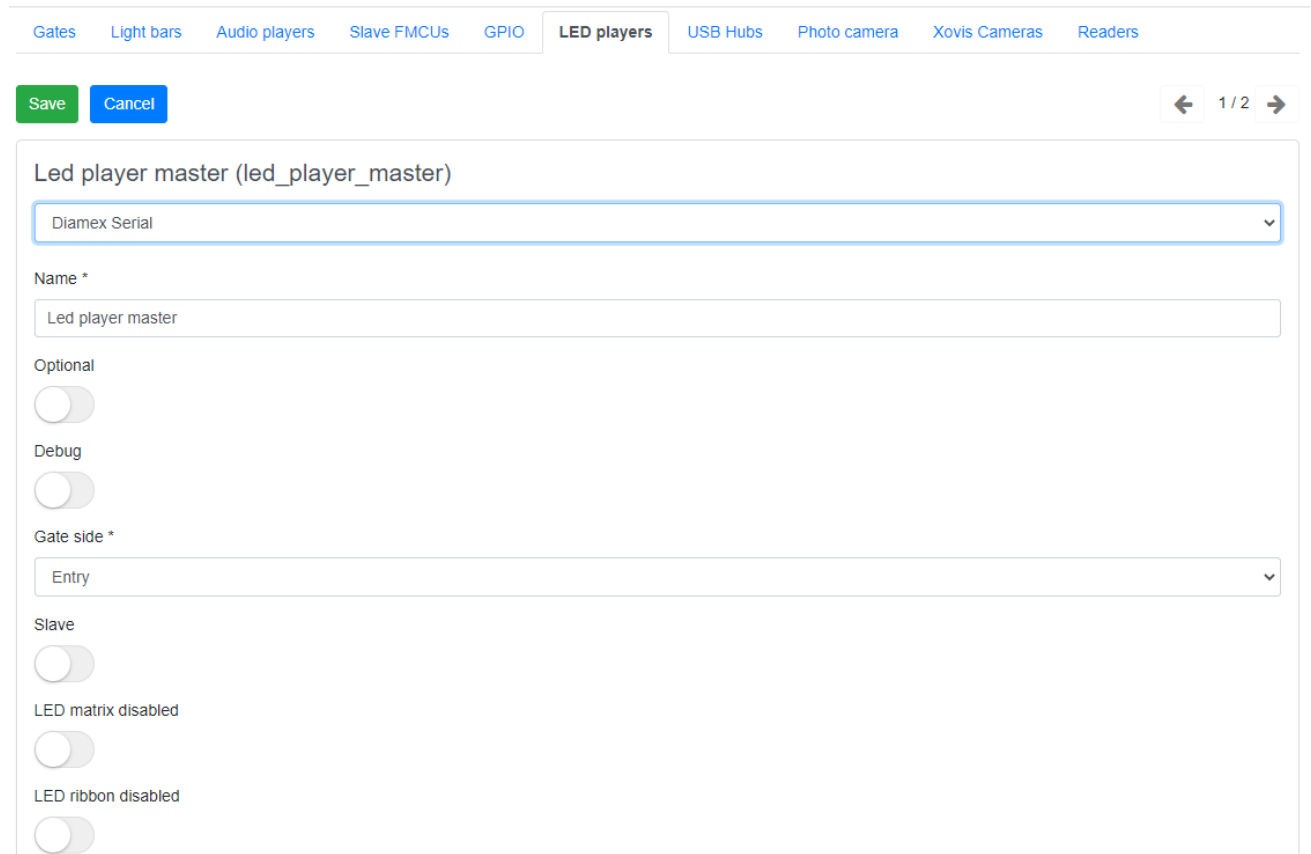 Gates Light bars Audio players Slave FMCUs GPIO LED players USB Hubs Photo camera Xovis Cameras Readers
Save Cancel 1 / 2
Led player master (led_player_master)
Diamex Serial
Name *
Led player master
Optional
Debug
Gate side *
Entry
Slave
LED matrix disabled
LED ribbon disabled